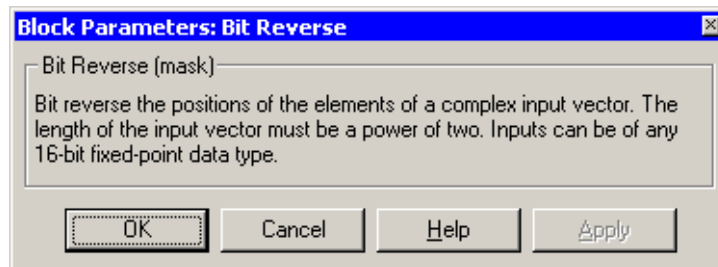 Block Parameters: Bit Reverse
Bit Reverse (mask)
Bit reverse the positions of the elements of a complex input vector. The
length of the input vector must be a power of two. Inputs can be of any
16-bit fixed-point data type.
OK Cancel Help Apply